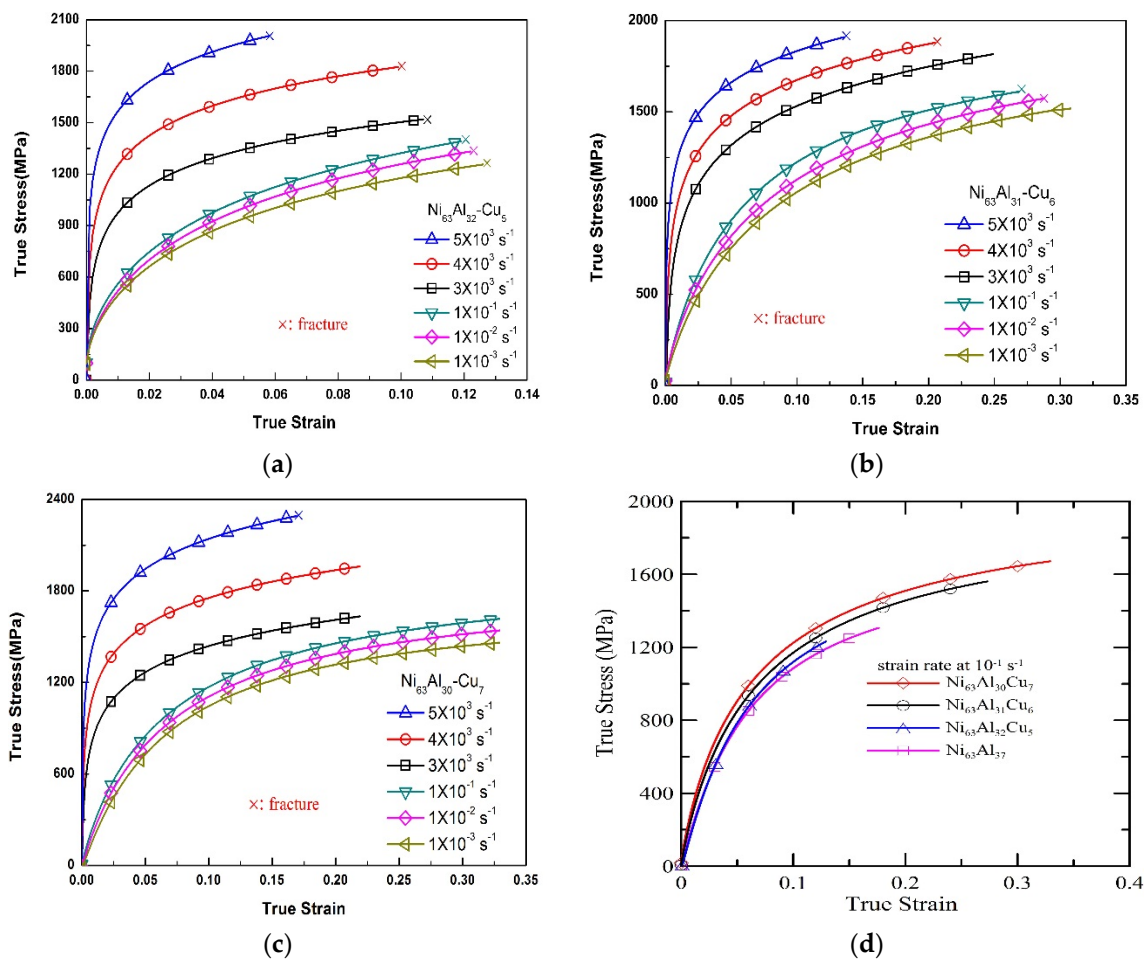 2100
1800
1500
1200
900
600
300
0
True Stress(MPa)
0.00 0.02 0.04 0.06 0.08 0.10 0.12 0.14
True Strain
Ni₆₃Al₃₂-Cu₅
5X10³ s⁻¹
4X10³ s⁻¹
3X10³ s⁻¹
1X10⁻¹ s⁻¹
1X10⁻² s⁻¹
1X10⁻³ s⁻¹
×: fracture
(a)
2000
1500
1000
500
0
True Stress(MPa)
0.00 0.05 0.10 0.15 0.20 0.25 0.30 0.35
True Strain
Ni₆₃Al₃₁-Cu₆
5X10³ s⁻¹
4X10³ s⁻¹
3X10³ s⁻¹
1X10⁻¹ s⁻¹
1X10⁻² s⁻¹
1X10⁻³ s⁻¹
×: fracture
(b)
2400
1800
1200
600
0
True Stress(MPa)
0.00 0.05 0.10 0.15 0.20 0.25 0.30 0.35
True Strain
Ni₆₃Al₃₀-Cu₇
5X10³ s⁻¹
4X10³ s⁻¹
3X10³ s⁻¹
1X10⁻¹ s⁻¹
1X10⁻² s⁻¹
1X10⁻³ s⁻¹
×: fracture
(c)
2000
1600
1200
800
400
0
True Stress (MPa)
0 0.1 0.2 0.3 0.4
True Strain
strain rate at 10⁻¹ s⁻¹
Ni₆₃Al₃₀Cu₇
Ni₆₃Al₃₁Cu₆
Ni₆₃Al₃₂Cu₅
Ni₆₃Al₃₇
(d)